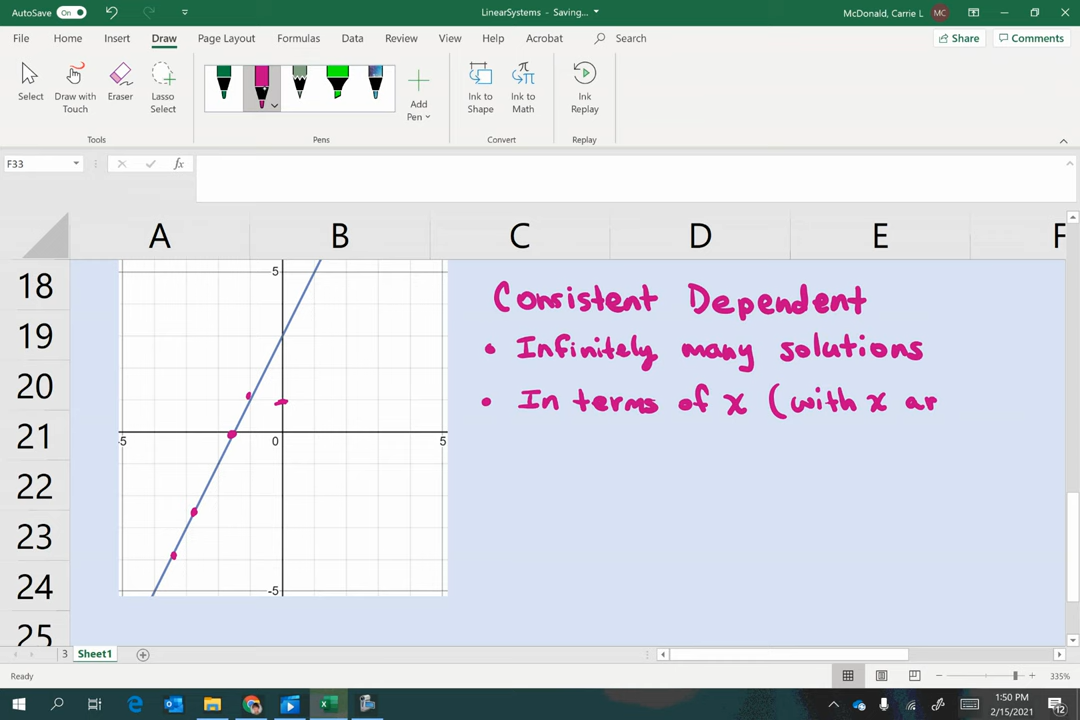 AutoSave On LinearSystems - Saving... McDonald, Carrie L MC
File Home Insert Draw Page Layout Formulas Data Review View Help Acrobat Search Share Comments
Select Draw with Touch Eraser Lasso Select Add Pen Ink to Shape Ink to Math Ink Replay
Tools Pens Convert Replay
F33 fx
A B C D E F
18 5 Consistent Dependent
19 • Infinitely many solutions
20 • In terms of x (with x ar
21 -5 0 5
22
23
24 -5
25
3 Sheet1
Ready 335%
1:50 PM
2/15/2021 12